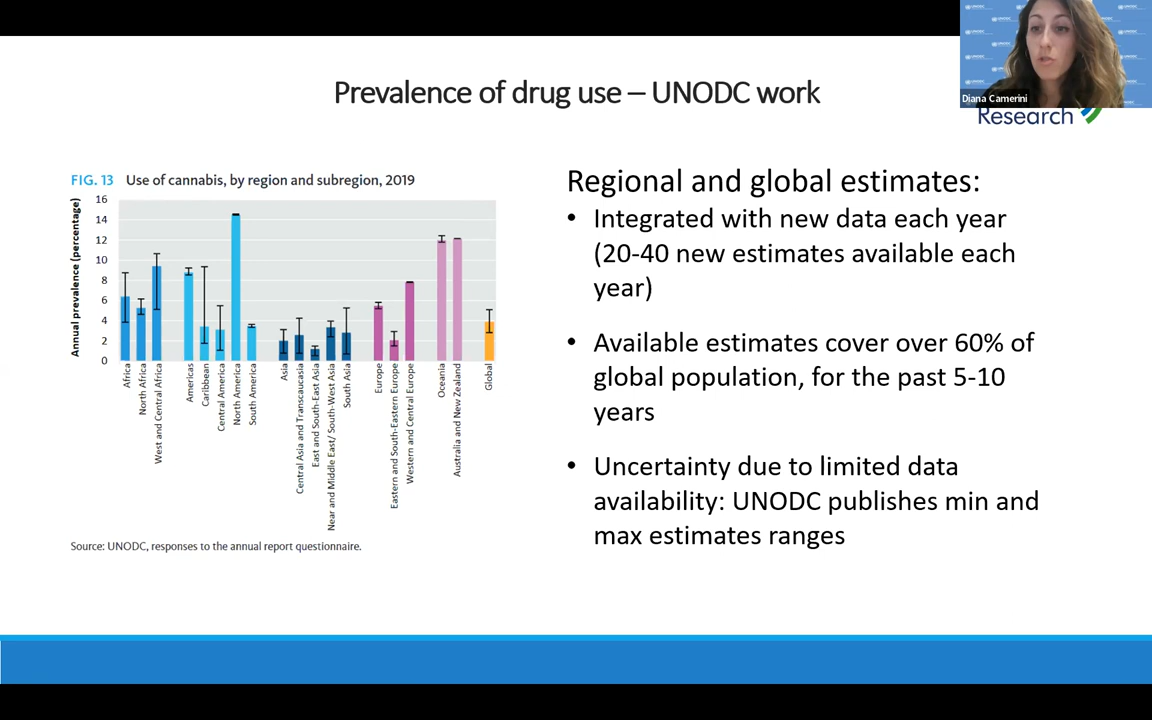 Prevalence of drug use – UNODC work
Diana Camerini
Research
FIG. 13 Use of cannabis, by region and subregion, 2019
Annual prevalence (percentage)
16
14
12
10
8
6
4
2
0
Africa
North Africa
West and Central Africa
Americas
Caribbean
Central America
North America
South America
Asia
Central Asia and Transcaucasia
East and South-East Asia
Near and Middle East/ South-West Asia
South Asia
Europe
Eastern and South-Eastern Europe
Western and Central Europe
Oceania
Australia and New Zealand
Global
Source: UNODC, responses to the annual report questionnaire.
Regional and global estimates:
• Integrated with new data each year
(20-40 new estimates available each
year)
• Available estimates cover over 60% of
global population, for the past 5-10
years
• Uncertainty due to limited data
availability: UNODC publishes min and
max estimates ranges